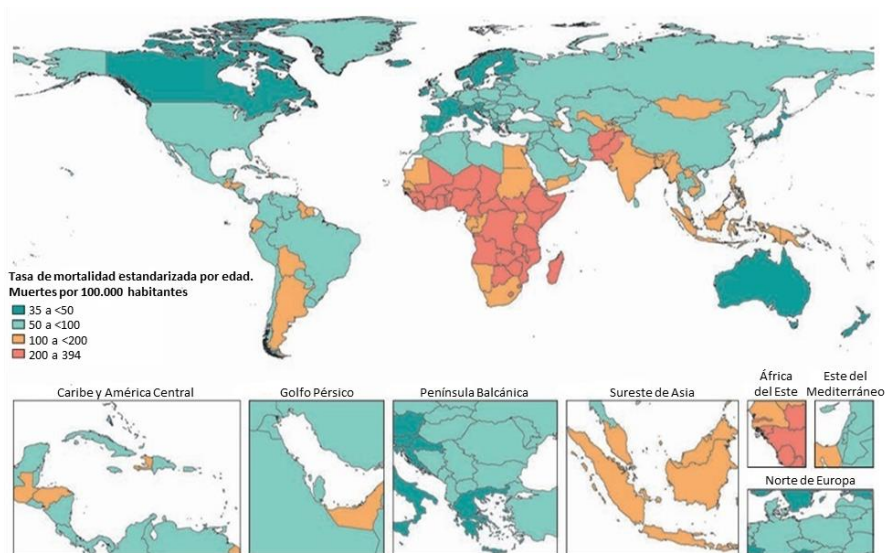 Tasa de mortalidad estandarizada por edad.
Muertes por 100.000 habitantes
35 a <50
50 a <100
100 a <200
200 a 394
Caribe y América Central
Golfo Pérsico
Península Balcánica
Sureste de Asia
África
del Este
Este del
Mediterráneo
Norte de Europa